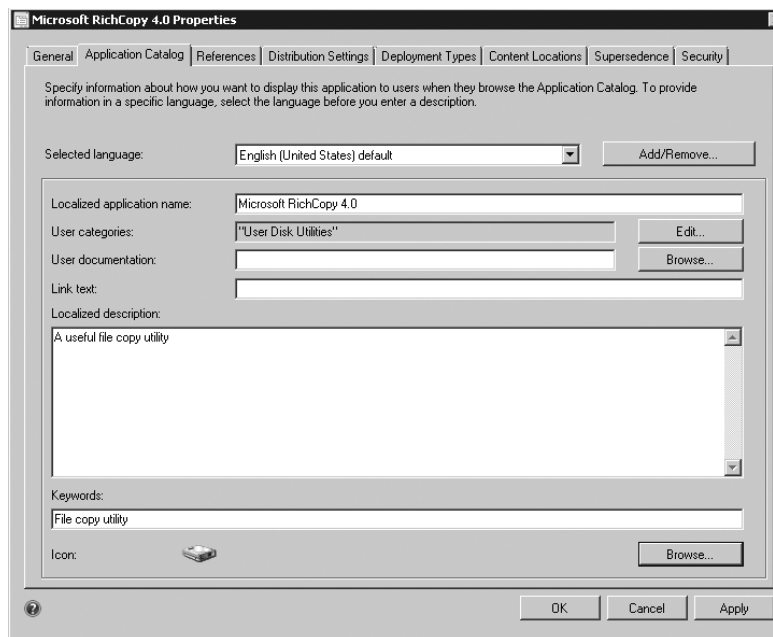 Microsoft RichCopy 4.0 Properties
General Application Catalog References Distribution Settings Deployment Types Content Locations Supersedence Security
Specify information about how you want to display this application to users when they browse the Application Catalog. To provide
information in a specific language, select the language before you enter a description.
Selected language: English (United States) default Add/Remove...
Localized application name: Microsoft RichCopy 4.0
User categories: "User Disk Utilities" Edit...
User documentation: Browse...
Link text:
Localized description:
A useful file copy utility
Keywords:
File copy utility
Icon: Browse...
? OK Cancel Apply